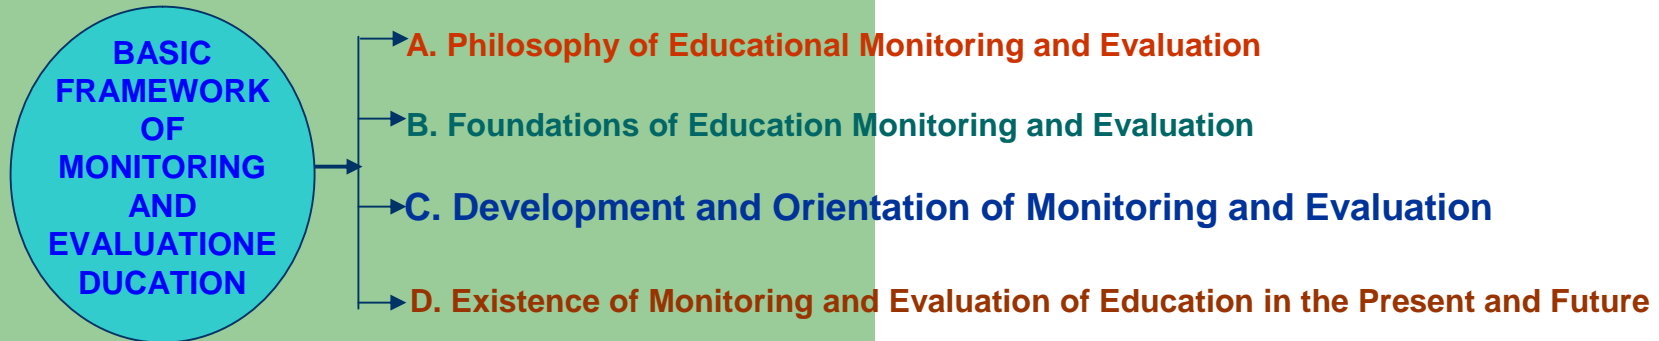 BASIC
FRAMEWORK
OF
MONITORING
AND
EVALUATIONE
DUCATION
A. Philosophy of Educational Monitoring and Evaluation
B. Foundations of Education Monitoring and Evaluation
C. Development and Orientation of Monitoring and Evaluation
D. Existence of Monitoring and Evaluation of Education in the Present and Future